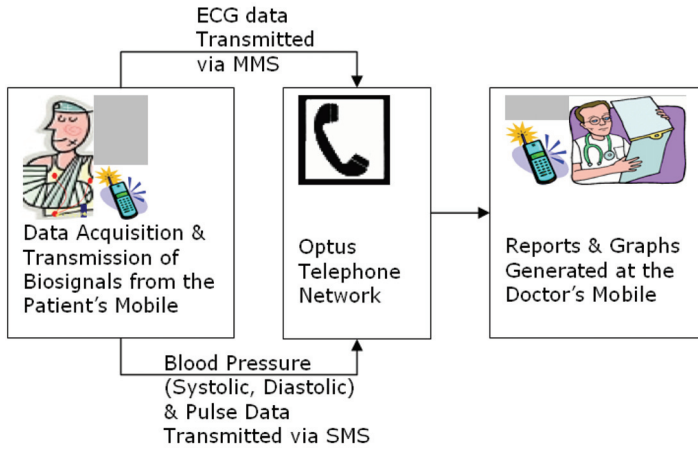 ECG data
Transmitted
via MMS
Data Acquisition &
Transmission of
Biosignals from the
Patient's Mobile
Optus
Telephone
Network
Reports & Graphs
Generated at the
Doctor's Mobile
Blood Pressure
(Systolic, Diastolic)
& Pulse Data
Transmitted via SMS